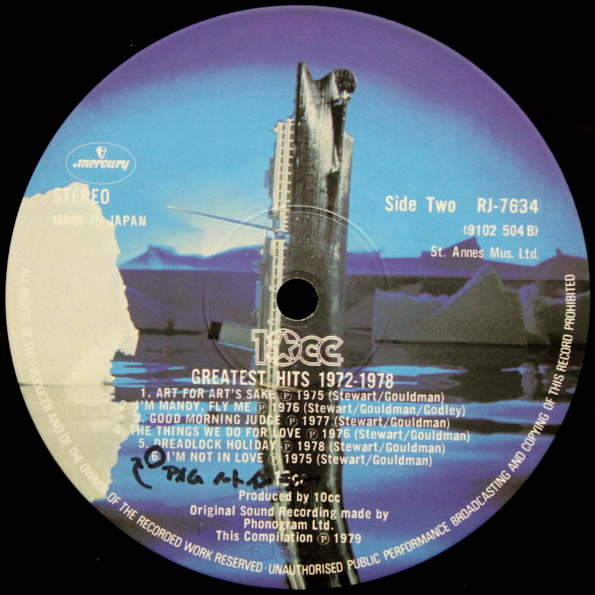 mercury
STEREO
MADE IN JAPAN
Side Two RJ-7634
(9102 504 B)
St. Annes Mus. Ltd.
10cc
GREATEST HITS 1972-1978
1. ART FOR ART'S SAKE Ⓟ 1975 (Stewart/Gouldman)
2. I'M MANDY, FLY ME Ⓟ 1976 (Stewart/Gouldman/Godley)
3. GOOD MORNING JUDGE Ⓟ 1977 (Stewart/Gouldman)
THE THINGS WE DO FOR LOVE Ⓟ 1976 (Stewart/Gouldman)
5. DREADLOCK HOLIDAY Ⓟ 1978 (Stewart/Gouldman)
6. I'M NOT IN LOVE Ⓟ 1975 (Stewart/Gouldman)
Produced by 10cc
Original Sound Recording made by
Phonogram Ltd.
This Compilation Ⓟ 1979
ALL RIGHTS OF THE PRODUCER AND OF THE OWNER OF THE RECORDED WORK RESERVED · UNAUTHORISED PUBLIC PERFORMANCE BROADCASTING AND COPYING OF THIS RECORD PROHIBITED